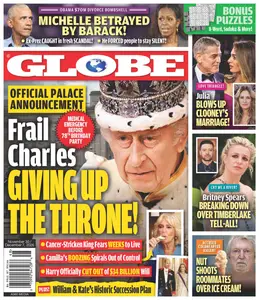 OBAMA $70M DIVORCE BOMBSHELL
MICHELLE BETRAYED
BY BARACK!
Ex-Prez CAUGHT in fresh SCANDAL!
He FORCED people to stay SILENT!
BONUS
PUZZLES
X-Word, Sudoku & More!
GLOBE
OFFICIAL PALACE
ANNOUNCEMENT
MEDICAL
EMERGENCY
BEFORE
PARTY
Frail
Charles
GIVING UP
THE THRONE!
Cancer-Stricken King Fears WEEKS to Live
Camilla's BOOZING Spirals Out of Control
Harry Officially CUT OUT of $34 BILLION Will
PLUS
William & Kate's Historic Succession Plan
Julia
BLOWS UP
CLOONEY'S
MARRIAGE!
Britney Spears
BREAKING DOWN
OVER TIMBERLAKE
TELL-ALL!
NUT
SHOOTS
ROOMMATES
OVER ICE CREAM!